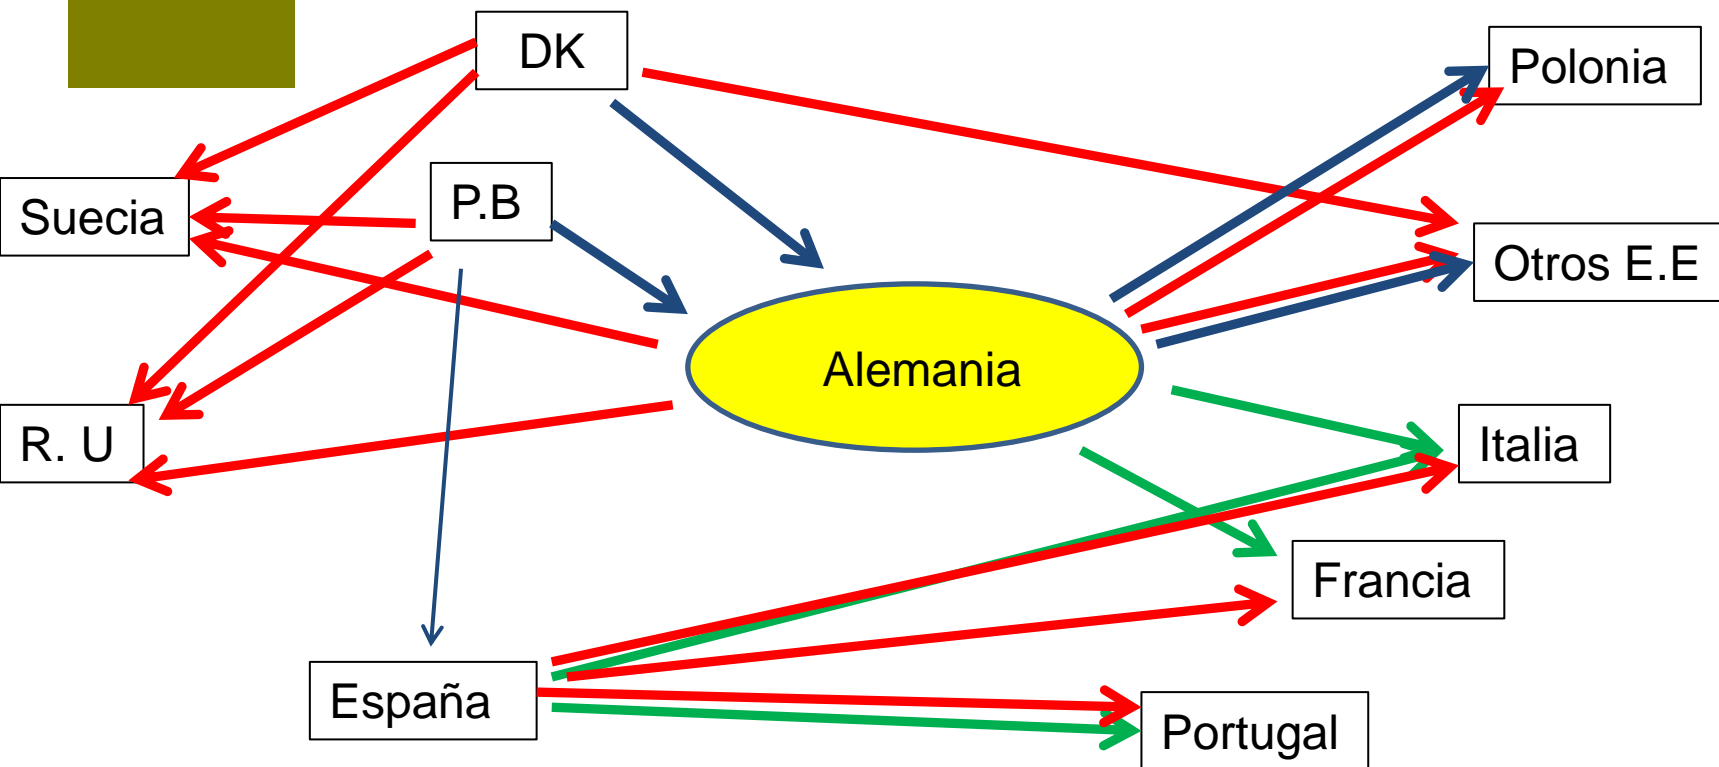 DK
Polonia
P.B
Suecia
Otros E.E
Alemania
R. U
Italia
Francia
España
Portugal